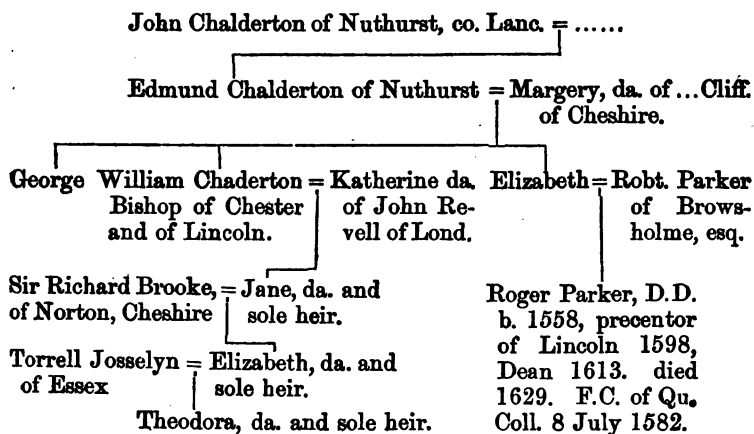 John Chalderton of Nuthurst, co. Lanc. = ......
Edmund Chalderton of Nuthurst = Margery, da. of ... Cliff.
of Cheshire.
George William Chaderton = Katherine da. Elizabeth = Robt. Parker
Bishop of Chester of John Re- of Brows-
and of Lincoln. vell of Lond. holme, esq.
Sir Richard Brooke, = Jane, da. and
of Norton, Cheshire sole heir.
Roger Parker, D.D.
b. 1558, precentor
of Lincoln 1598,
Dean 1613. died
1629. F.C. of Qu.
Coll. 8 July 1582.
Torrell Josselyn = Elizabeth, da. and
of Essex sole heir.
Theodora, da. and sole heir.